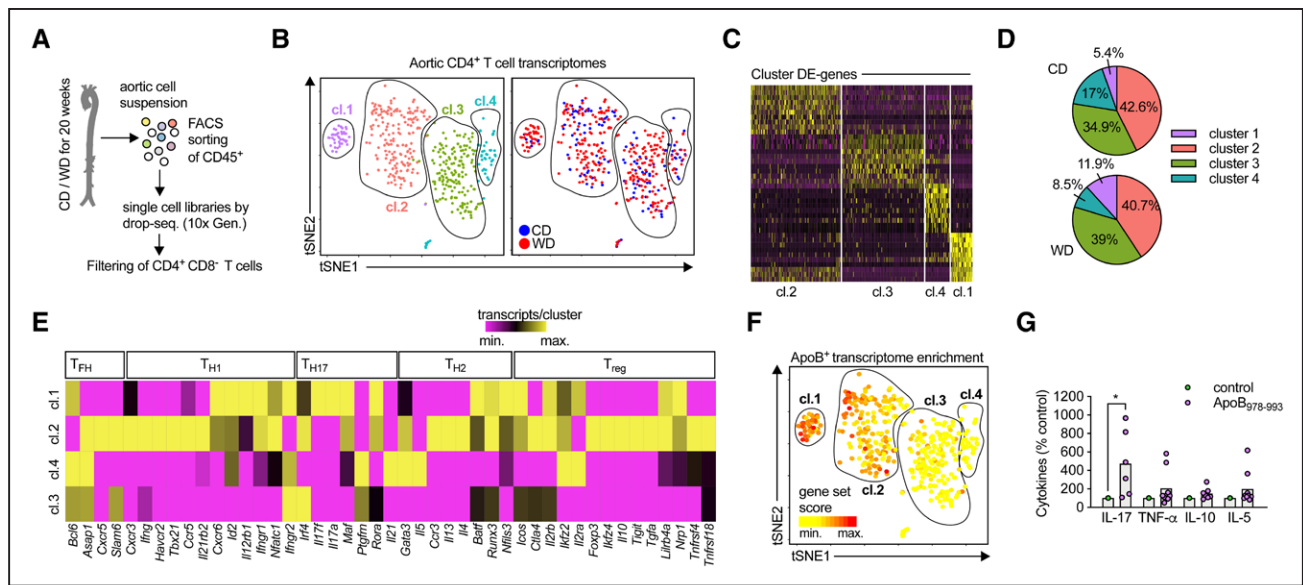 A
CD / WD for 20 weeks
aortic cell
suspension
FACS
sorting
of CD45+
single cell libraries by
drop-seq. (10x Gen.)
Filtering of CD4+ CD8- T cells
B
Aortic CD4+ T cell transcriptomes
cl.1
cl.2
cl.3
cl.4
CD
WD
tSNE2
tSNE1
C
Cluster DE-genes
cl.2
cl.3
cl.4
cl.1
D
CD
5.4%
17%
42.6%
34.9%
11.9%
8.5%
40.7%
39%
WD
cluster 1
cluster 2
cluster 3
cluster 4
E
transcripts/cluster
min.
max.
TFH
TH1
TH17
TH2
Treg
cl.1
cl.2
cl.4
cl.3
Bcl6
Asap1
Cxcr5
Slam6
Cxcr3
Ifng
Havcr2
Tbx21
Ccr5
Il21rb2
Cxcr6
Id2
Il12rb1
Ifngr1
Nfatc1
Ifngr2
Irf4
Il17f
Il17a
Maf
Ptgfrn
Rora
Il21
Gata3
Il5
Ccr3
Il13
Il4
Batf
Runx3
Nfilis3
Icos
Ctla4
Il2rb
Ikfz2
Il2ra
Foxp3
Ikfz4
Il10
Tigit
Tgfa
Lilrb4a
Nrp1
Tnfrsf4
Tnfrsf18
F
ApoB+ transcriptome enrichment
cl.1
cl.2
cl.3
cl.4
gene set
score
min.
max.
tSNE2
tSNE1
G
control
ApoB978-993
Cytokines (% control)
1200
1000
800
600
400
200
100
*
IL-17
TNF-α
IL-10
IL-5